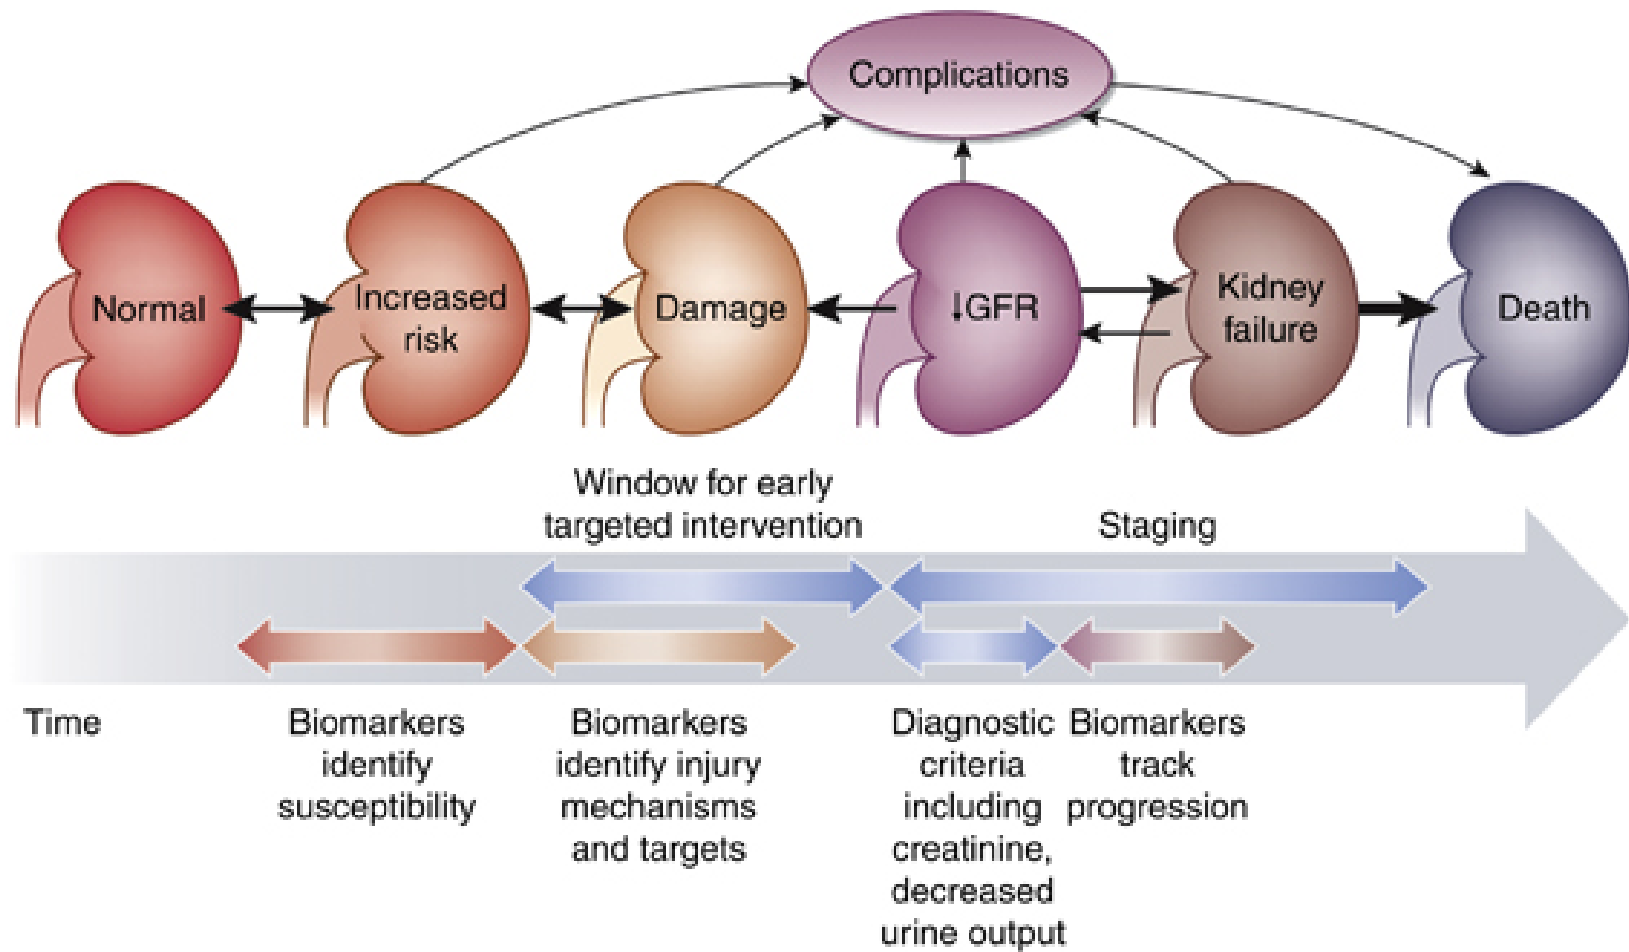 Complications
Normal
Increased
risk
Damage
↓GFR
Kidney
failure
Death
Window for early
targeted intervention
Staging
Time
Biomarkers
identify
susceptibility
Biomarkers
identify injury
mechanisms
and targets
Diagnostic
criteria
including
creatinine,
decreased
urine output
Biomarkers
track
progression